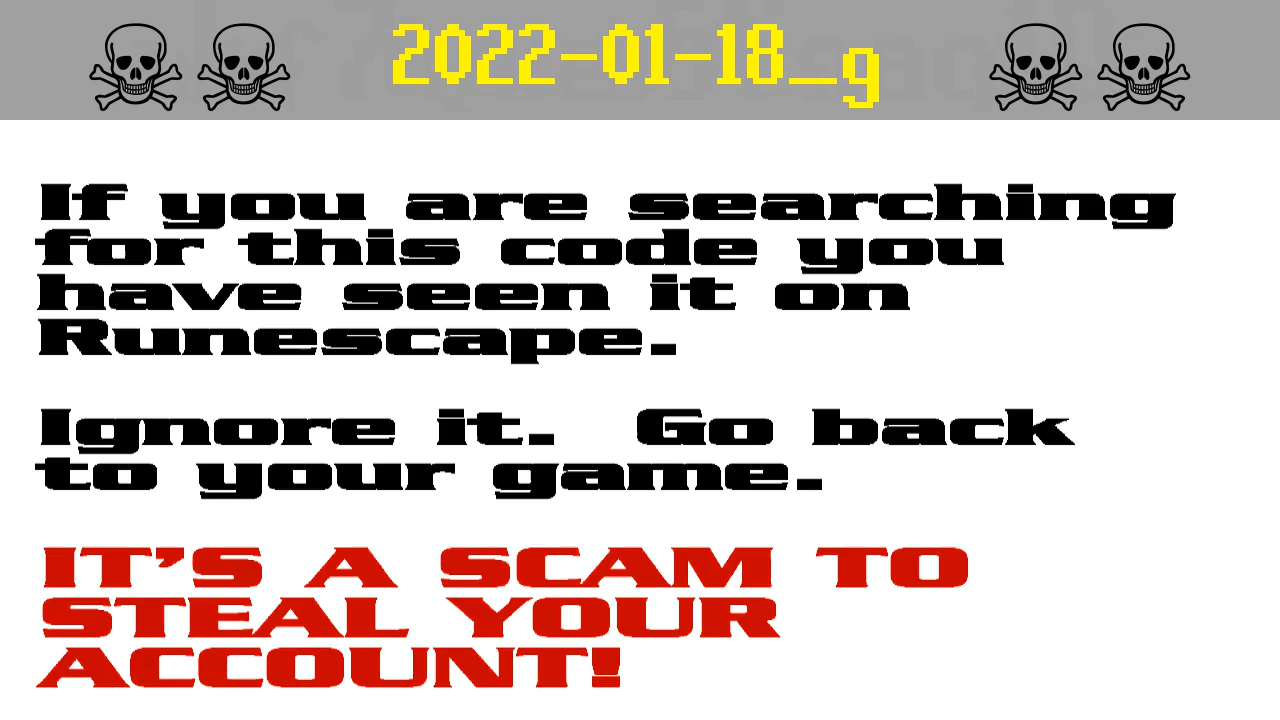 2022-01-18_g
If you are searching
for this code you
have seen it on
Runescape.
Ignore it.  Go back
to your game.
IT'S A SCAM TO
STEAL YOUR
ACCOUNT!